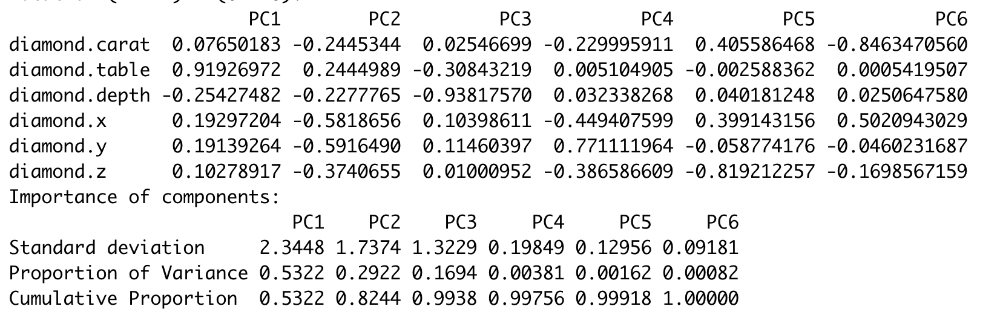 PC1 PC2 PC3 PC4 PC5 PC6
diamond.carat 0.07650183 -0.2445344 0.02546699 -0.229995911 0.405586468 -0.8463470560
diamond.table 0.91926972 0.2444989 -0.30843219 0.005104905 -0.002588362 0.0005419507
diamond.depth -0.25427482 -0.2277765 -0.93817570 0.032338268 0.040181248 0.0250647580
diamond.x 0.19297204 -0.5818656 0.10398611 -0.449407599 0.399143156 0.5020943029
diamond.y 0.19139264 -0.5916490 0.11460397 0.771111964 -0.058774176 -0.0460231687
diamond.z 0.10278917 -0.3740655 0.01000952 -0.386586609 -0.819212257 -0.1698567159
Importance of components:
PC1 PC2 PC3 PC4 PC5 PC6
Standard deviation 2.3448 1.7374 1.3229 0.19849 0.12956 0.09181
Proportion of Variance 0.5322 0.2922 0.1694 0.00381 0.00162 0.00082
Cumulative Proportion 0.5322 0.8244 0.9938 0.99756 0.99918 1.00000